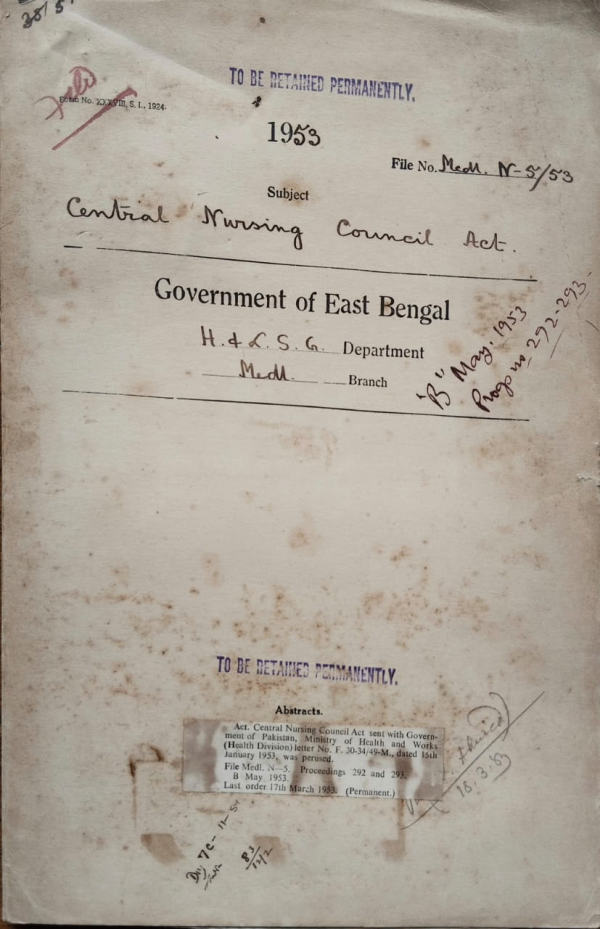 TO BE RETAINED PERMANENTLY.
Form No. XXXVIII, S. I., 1924.
1953
File No. Medl. N-5/53
Subject
Central Nursing Council Act.
Government of East Bengal
H. & L. S. G. Department
Medl. Branch
"B" May. 1953
Progs no 292-293-
TO BE RETAINED PERMANENTLY.
Abstracts.
Act. Central Nursing Council Act sent with Govern-
ment of Pakistan, Ministry of Health and Works
(Health Division) letter No. F. 30-34/49-M., dated 16th
January 1953, was perused.
File Medl. N—5. Proceedings 292 and 293.
B May 1953.
Last order 17th March 1953. (Permanent.)
18.3.53